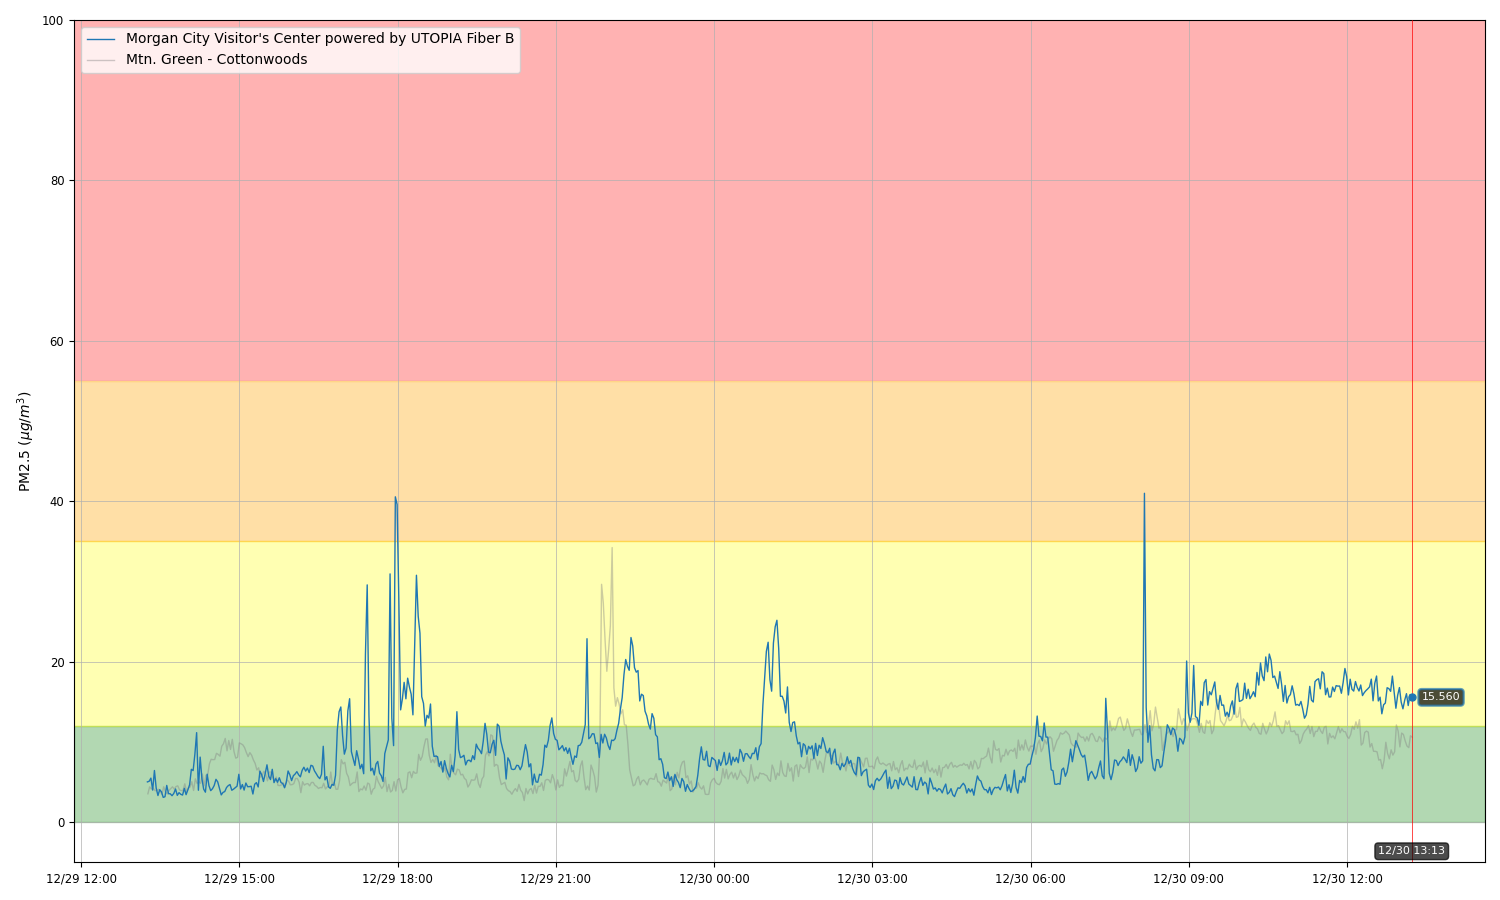 100
Morgan City Visitor's Center powered by UTOPIA Fiber B
Mtn. Green - Cottonwoods
80
60
PM2.5 (μg/m³)
40
20
15.560
0
12/30 13:13
12/29 12:00 12/29 15:00 12/29 18:00 12/29 21:00 12/30 00:00 12/30 03:00 12/30 06:00 12/30 09:00 12/30 12:00